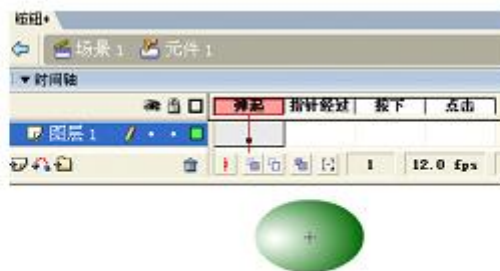 按钮*
场景 1 元件 1
▼时间轴
弹起 指针经过 按下 点击
图层 1
1 12.0 fps